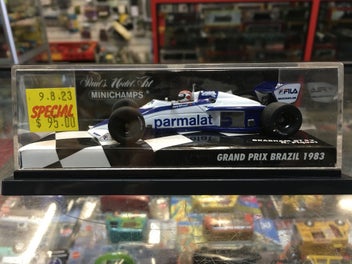 Paul's Model Art
MINICHAMPS
9.8.23
SPECIAL
$ 95.00
parmalat
FILA
GRAND PRIX BRAZIL 1983